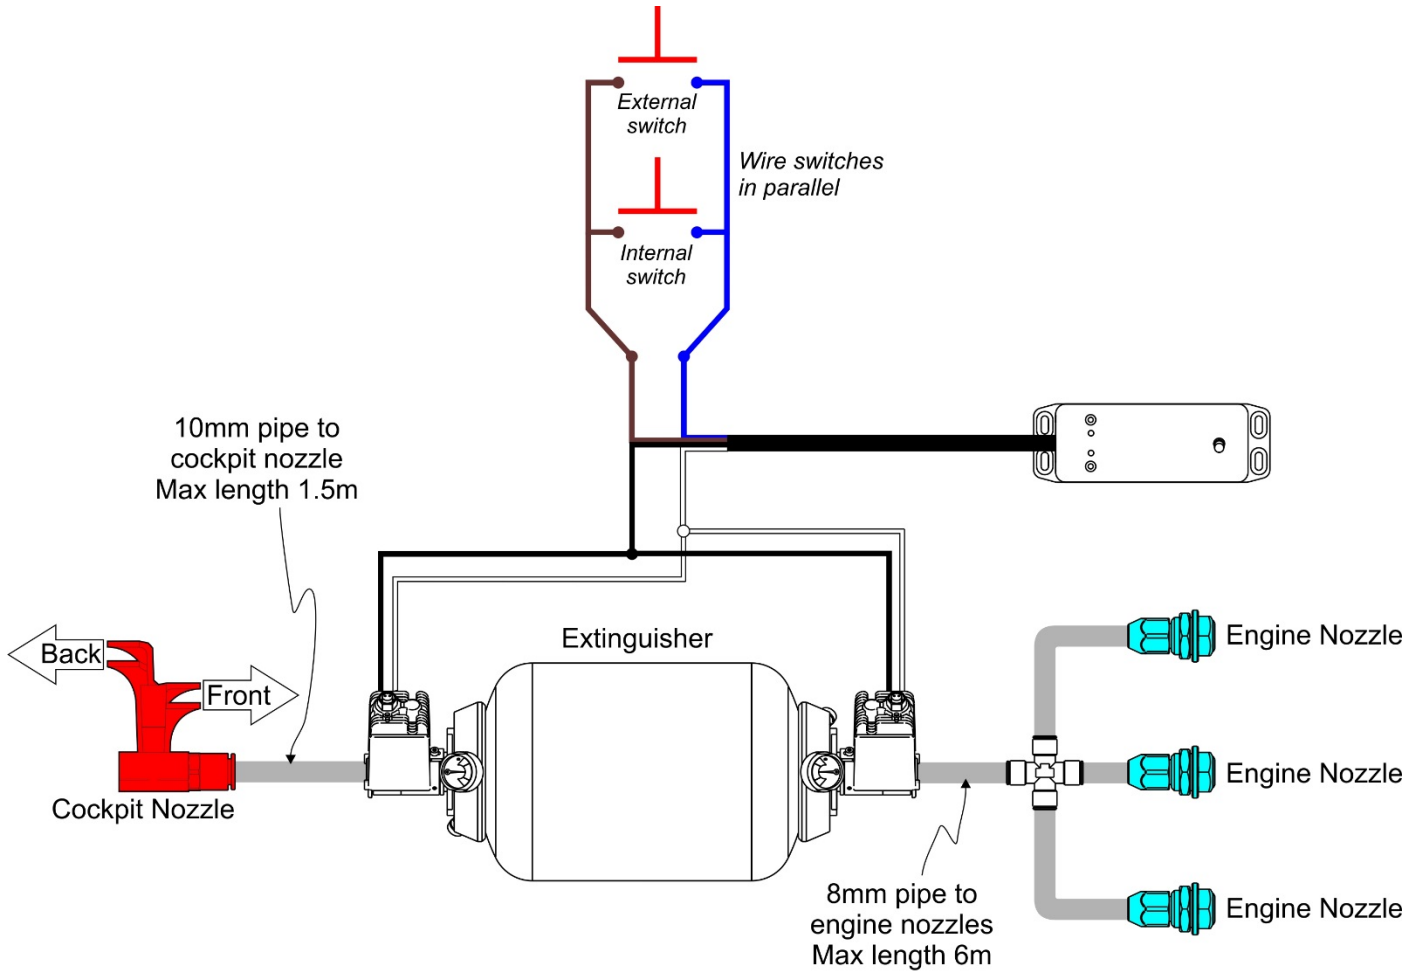 External
switch
Wire switches
in parallel
Internal
switch
10mm pipe to
cockpit nozzle
Max length 1.5m
Back
Front
Cockpit Nozzle
Extinguisher
Engine Nozzle
Engine Nozzle
Engine Nozzle
8mm pipe to
engine nozzles
Max length 6m